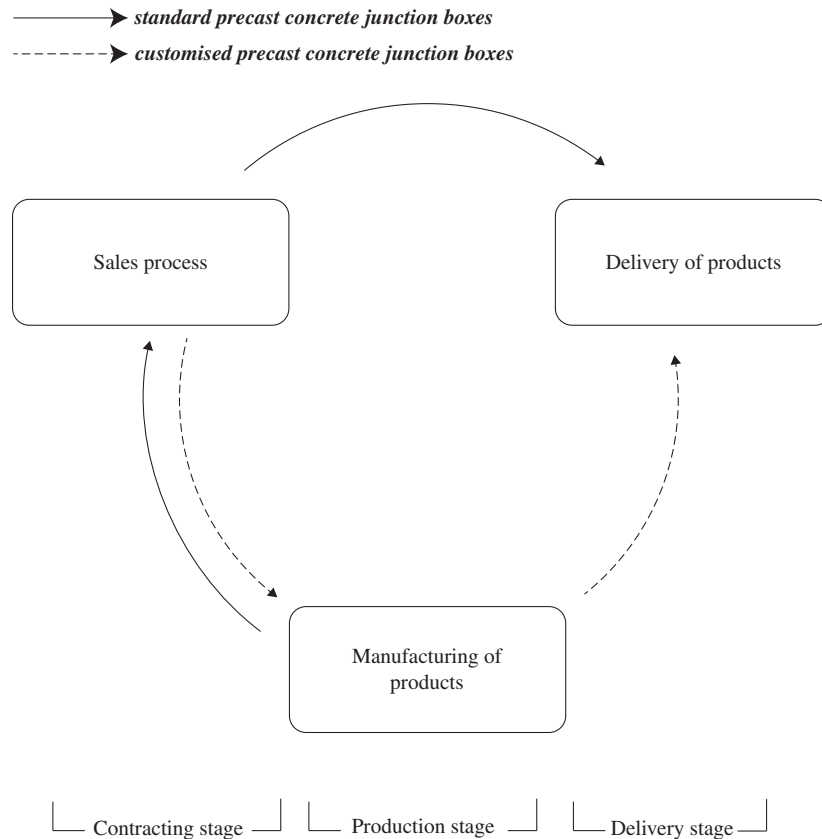 standard precast concrete junction boxes
customised precast concrete junction boxes
Sales process
Delivery of products
Manufacturing of
products
Contracting stage
Production stage
Delivery stage